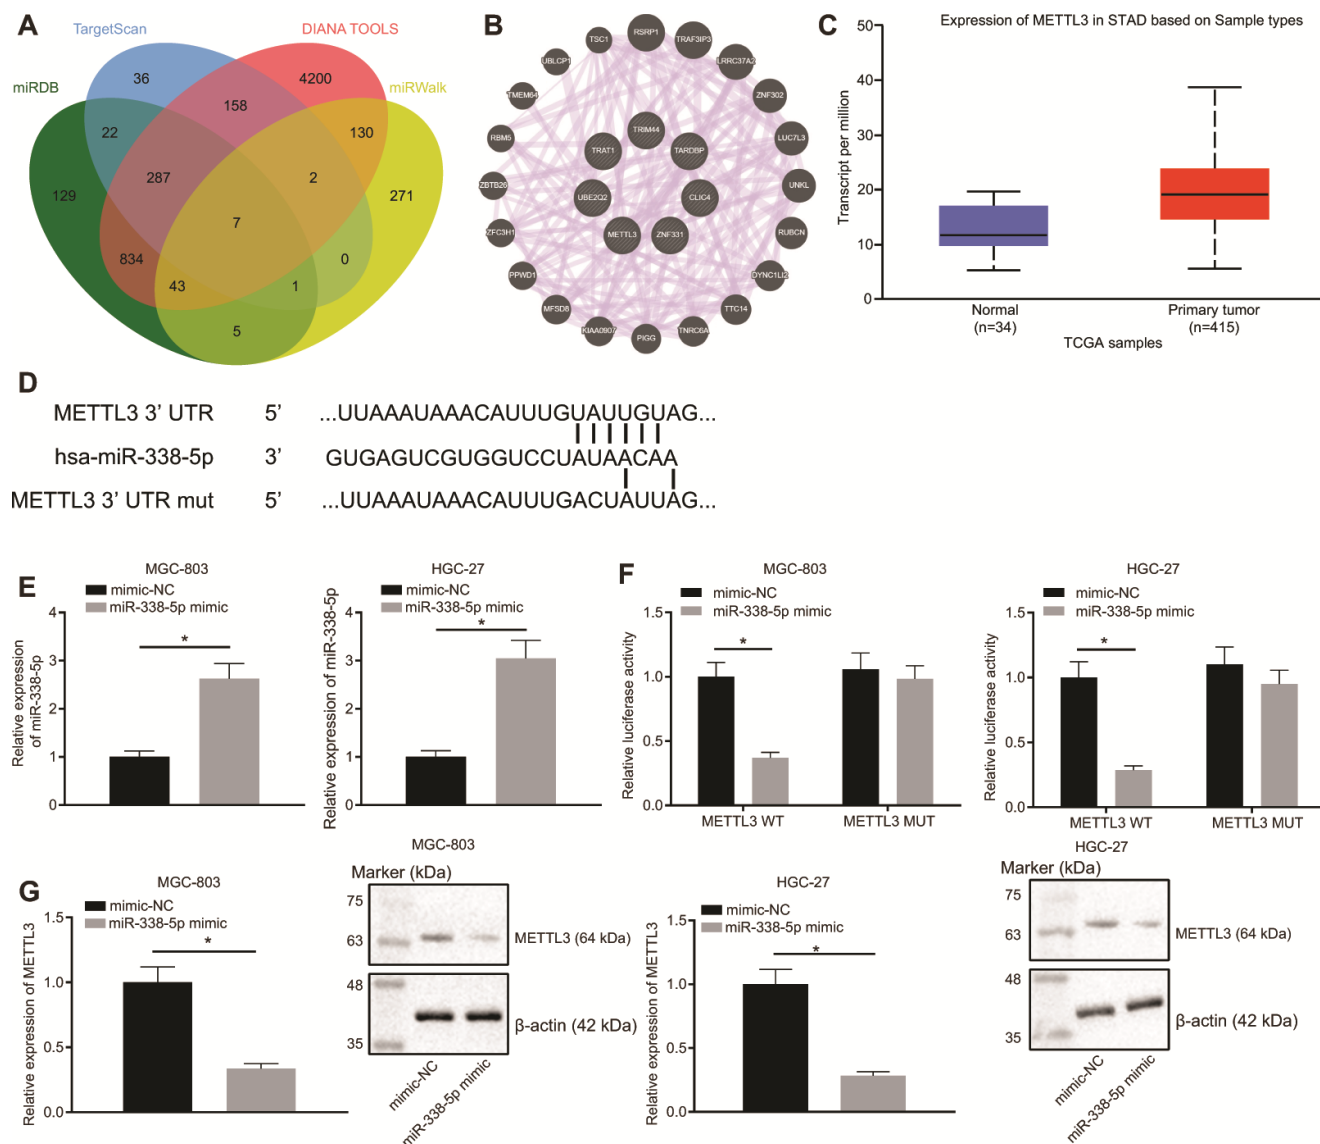 A
TargetScan
DIANA TOOLS
miRDB
miRWalk
36
4200
158
22
130
129
287
2
271
7
834
0
43
1
5
B
RSRP1
TRAF3IP3
LRRC37A2
ZNF302
LUC7L3
UNKL
RUBCN
DYNC1LI2
TTC14
TNRC6A
PIGG
KIAA0907
MFSD8
PPWD1
ZFC3H1
ZBTB26
RBM5
TMEM64
UBLCP1
TSC1
TRIM44
TARDBP
CLIC4
ZNF331
METTL3
UBE2Q2
TRAT1
C
Expression of METTL3 in STAD based on Sample types
Transcript per million
50
40
30
20
10
0
Normal
(n=34)
Primary tumor
(n=415)
TCGA samples
D
METTL3 3’ UTR 5’ ...UUAAAUAAACAUUUGUAUUGUAG...
hsa-miR-338-5p 3’ GUGAGUCGUGGUCCUAUAACAA
METTL3 3’ UTR mut 5’ ...UUAAAUAAACAUUUGACUAUUAG...
E
MGC-803
mimic-NC
miR-338-5p mimic
Relative expression
of miR-338-5p
4
3
2
1
0
*
HGC-27
mimic-NC
miR-338-5p mimic
Relative expression of miR-338-5p
4
3
2
1
0
*
F
MGC-803
mimic-NC
miR-338-5p mimic
Relative luciferase activity
1.5
1.0
0.5
0.0
*
METTL3 WT
METTL3 MUT
HGC-27
mimic-NC
miR-338-5p mimic
Relative luciferase activity
1.5
1.0
0.5
0.0
*
METTL3 WT
METTL3 MUT
G
MGC-803
mimic-NC
miR-338-5p mimic
Relative expression of METTL3
1.5
1.0
0.5
0.0
*
MGC-803
Marker (kDa)
75
63
METTL3 (64 kDa)
48
35
β-actin (42 kDa)
mimic-NC
miR-338-5p mimic
HGC-27
mimic-NC
miR-338-5p mimic
Relative expression of METTL3
1.5
1.0
0.5
0.0
*
HGC-27
Marker (kDa)
75
63
METTL3 (64 kDa)
48
35
β-actin (42 kDa)
mimic-NC
miR-338-5p mimic